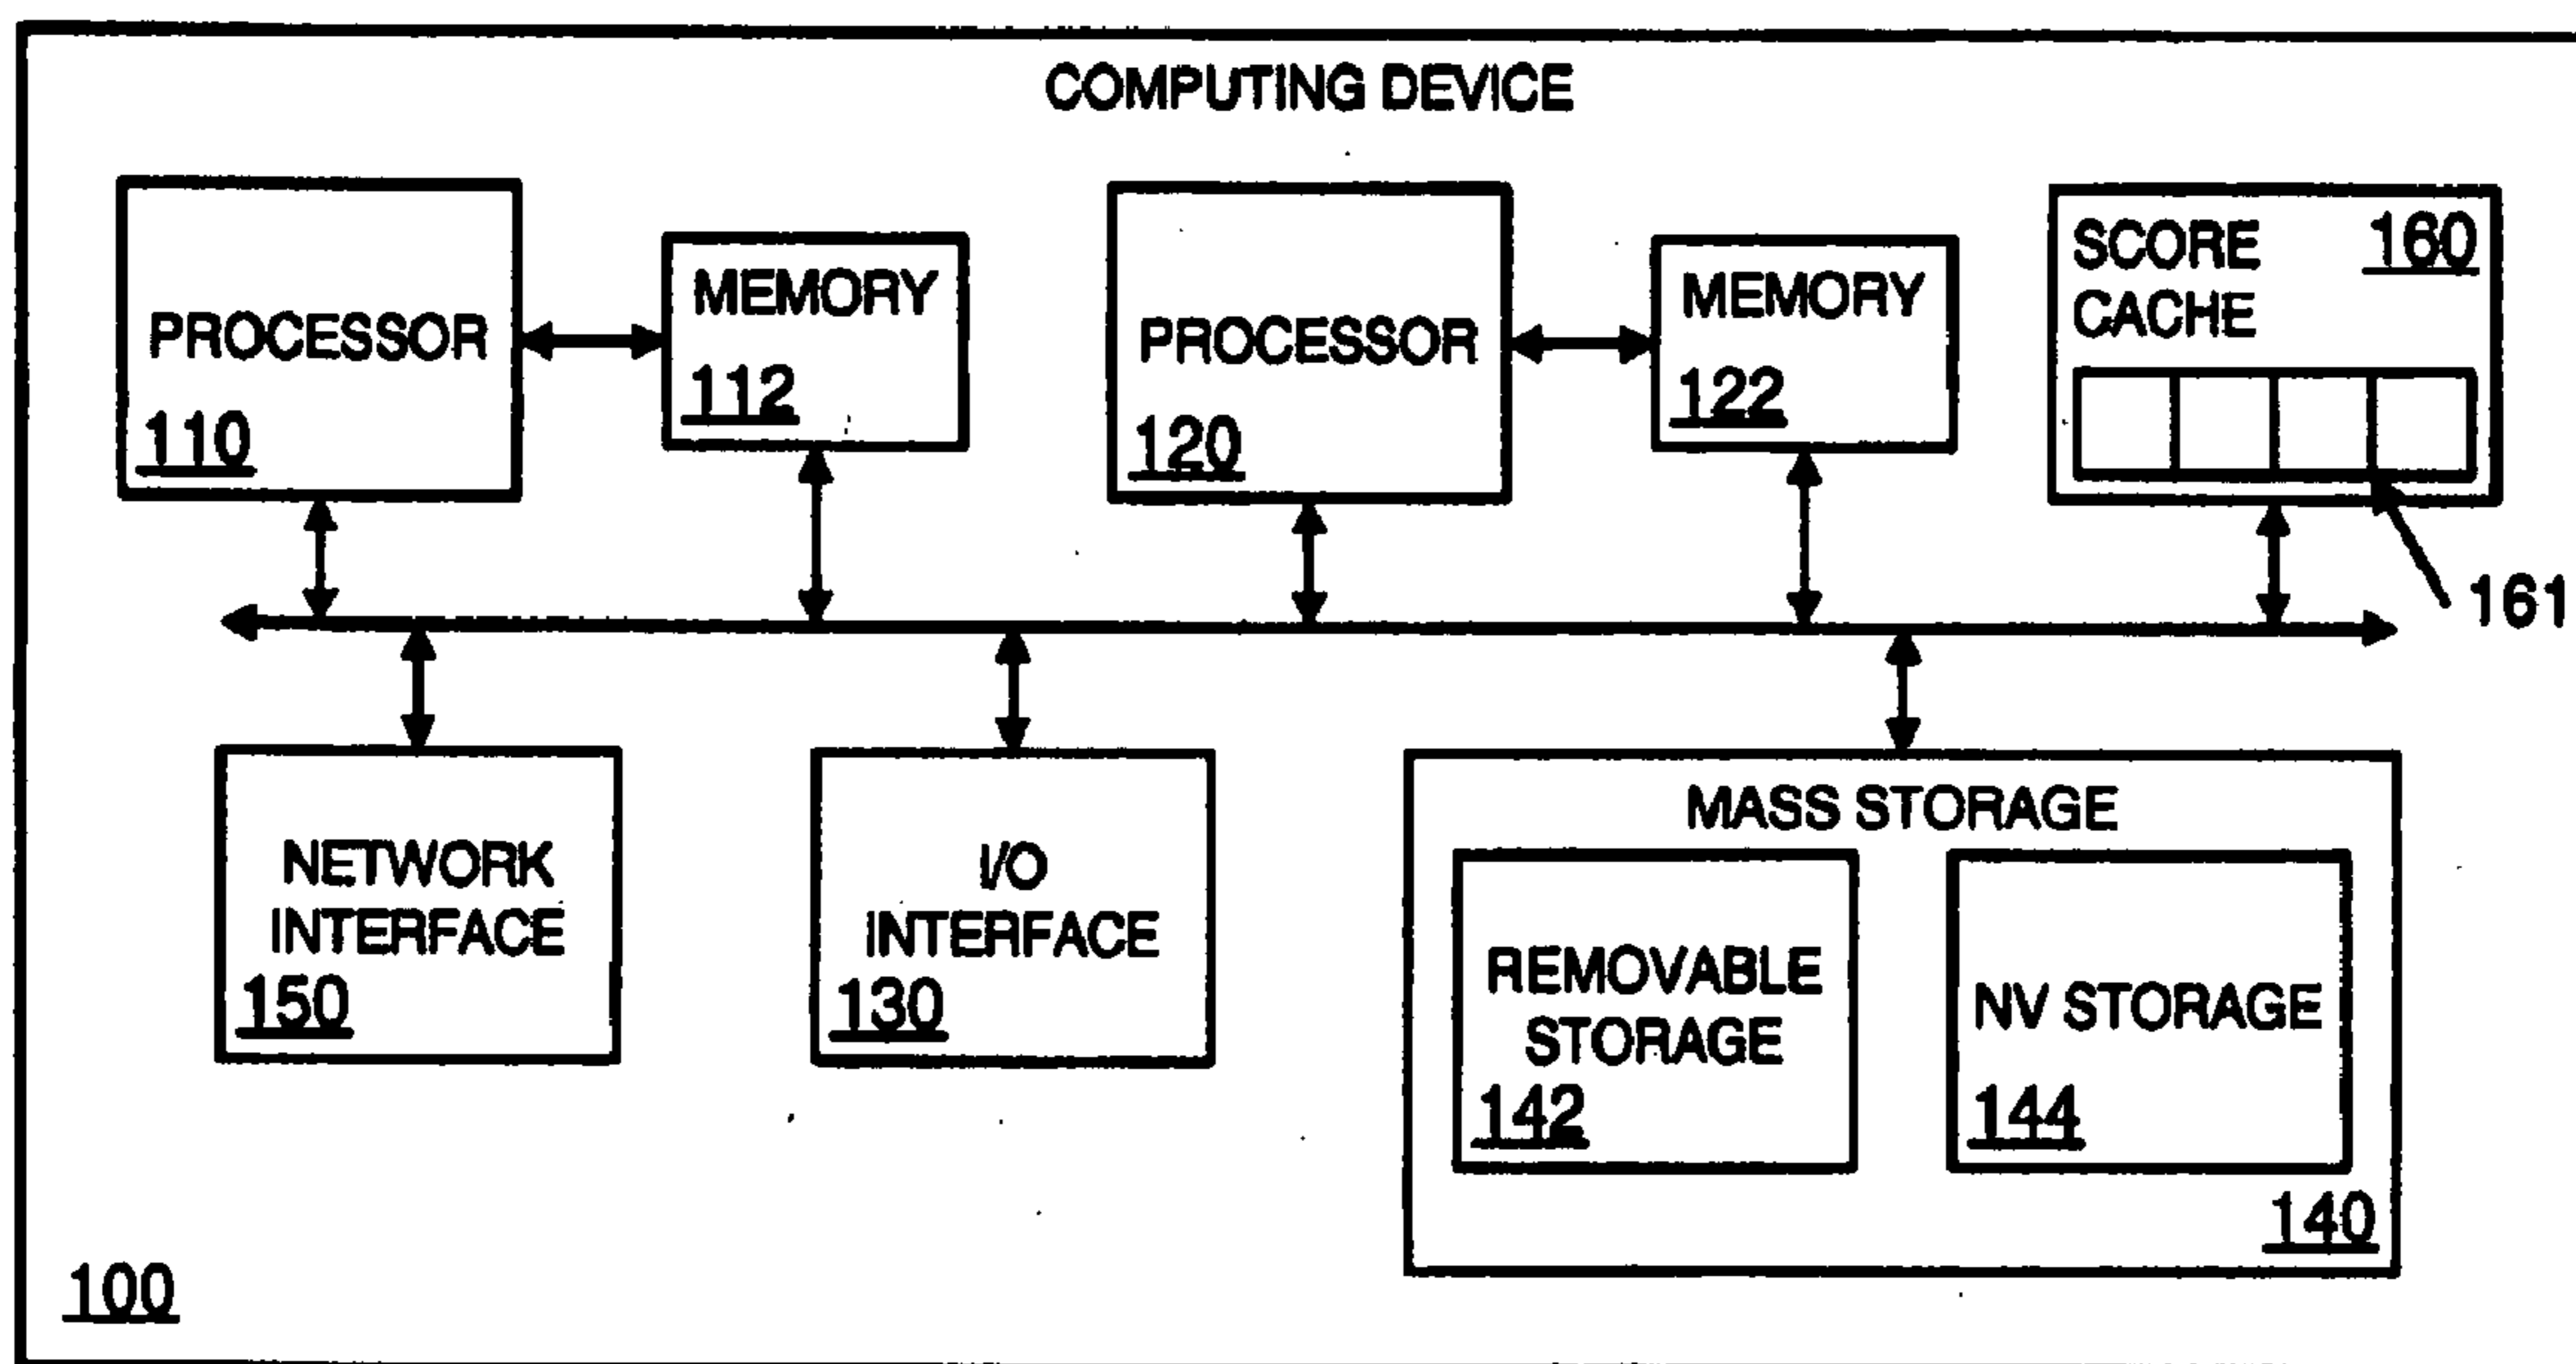 COMPUTING DEVICE
PROCESSOR
110
MEMORY
112
PROCESSOR
120
MEMORY
122
SCORE
CACHE
160
161
NETWORK
INTERFACE
150
I/O
INTERFACE
130
MASS STORAGE
REMOVABLE
STORAGE
142
NV STORAGE
144
140
100